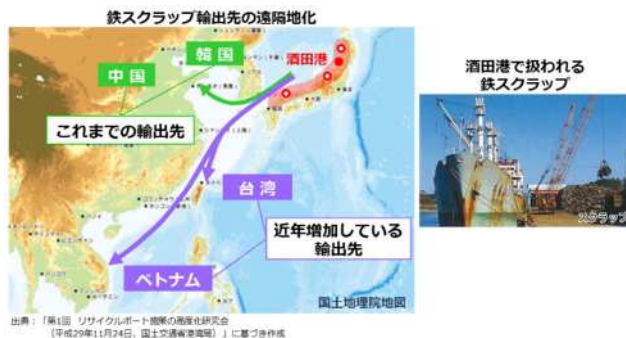 鉄スクラップ輸出先の遠隔地化
韓国
中国
酒田港
これまでの輸出先
台湾
近年増加している
輸出先
ベトナム
国土地理院地図
酒田港で扱われる
鉄スクラップ
スクラップ
出典:「第1回 リサイクルポート施策の高度化研究会
(平成29年11月24日、国土交通省港湾局)」に基づき作成